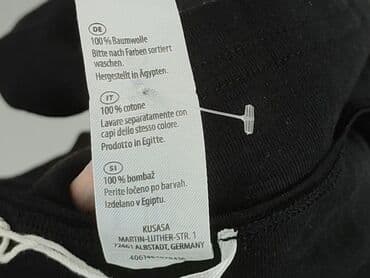 DE
100% Baumwolle
Bitte nach Farben sortiert
waschen.
Hergestellt in Ägypten.
IT
100% cotone
Lavare separatamente con
capi dello stesso colore.
Prodotto in Egitte.
SI
100% bombaž
Perite ločeno po barvah.
Izdelano v Egiptu.
KUSASA
MARTIN-LUTHER-STR. 1
72461 ALBSTADT, GERMANY